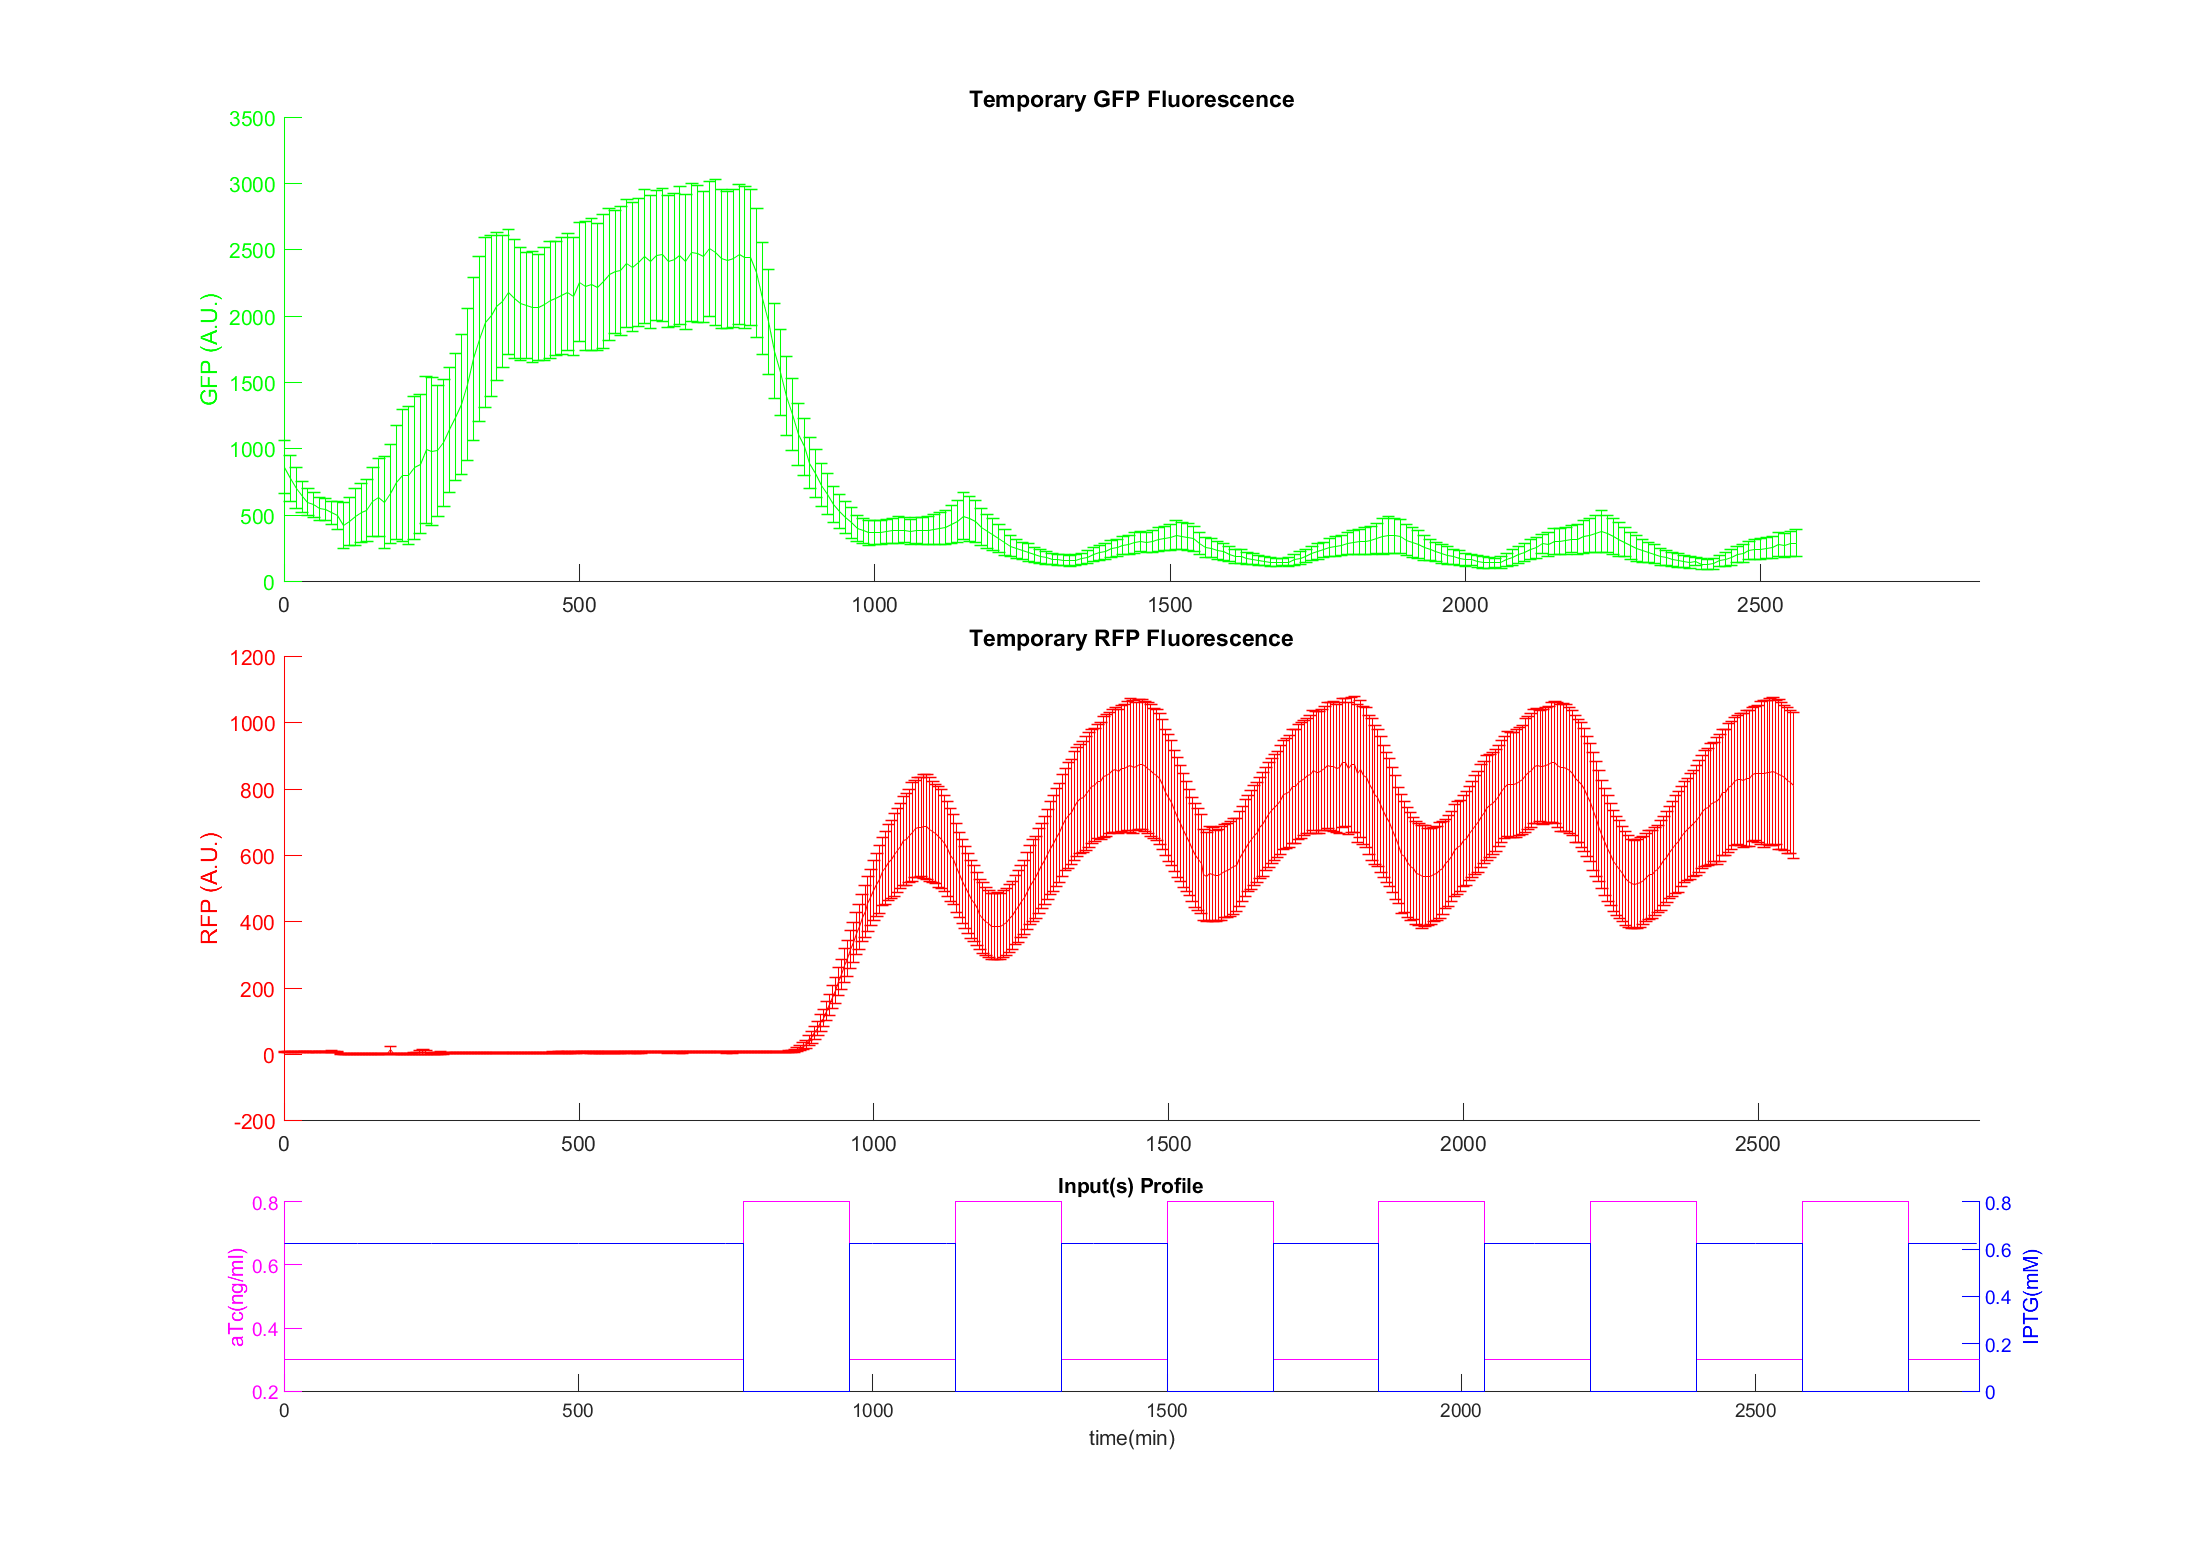 Temporary GFP Fluorescence
3500
3000
2500
2000
1500
1000
500
0
GFP (A.U.)
0 500 1000 1500 2000 2500
Temporary RFP Fluorescence
1200
1000
800
600
400
200
0
-200
RFP (A.U.)
0 500 1000 1500 2000 2500
Input(s) Profile
0.8
0.6
0.4
0.2
aTc(ng/ml)
0.8
0.6
0.4
0.2
0
IPTG(mM)
0 500 1000 1500 2000 2500
time(min)